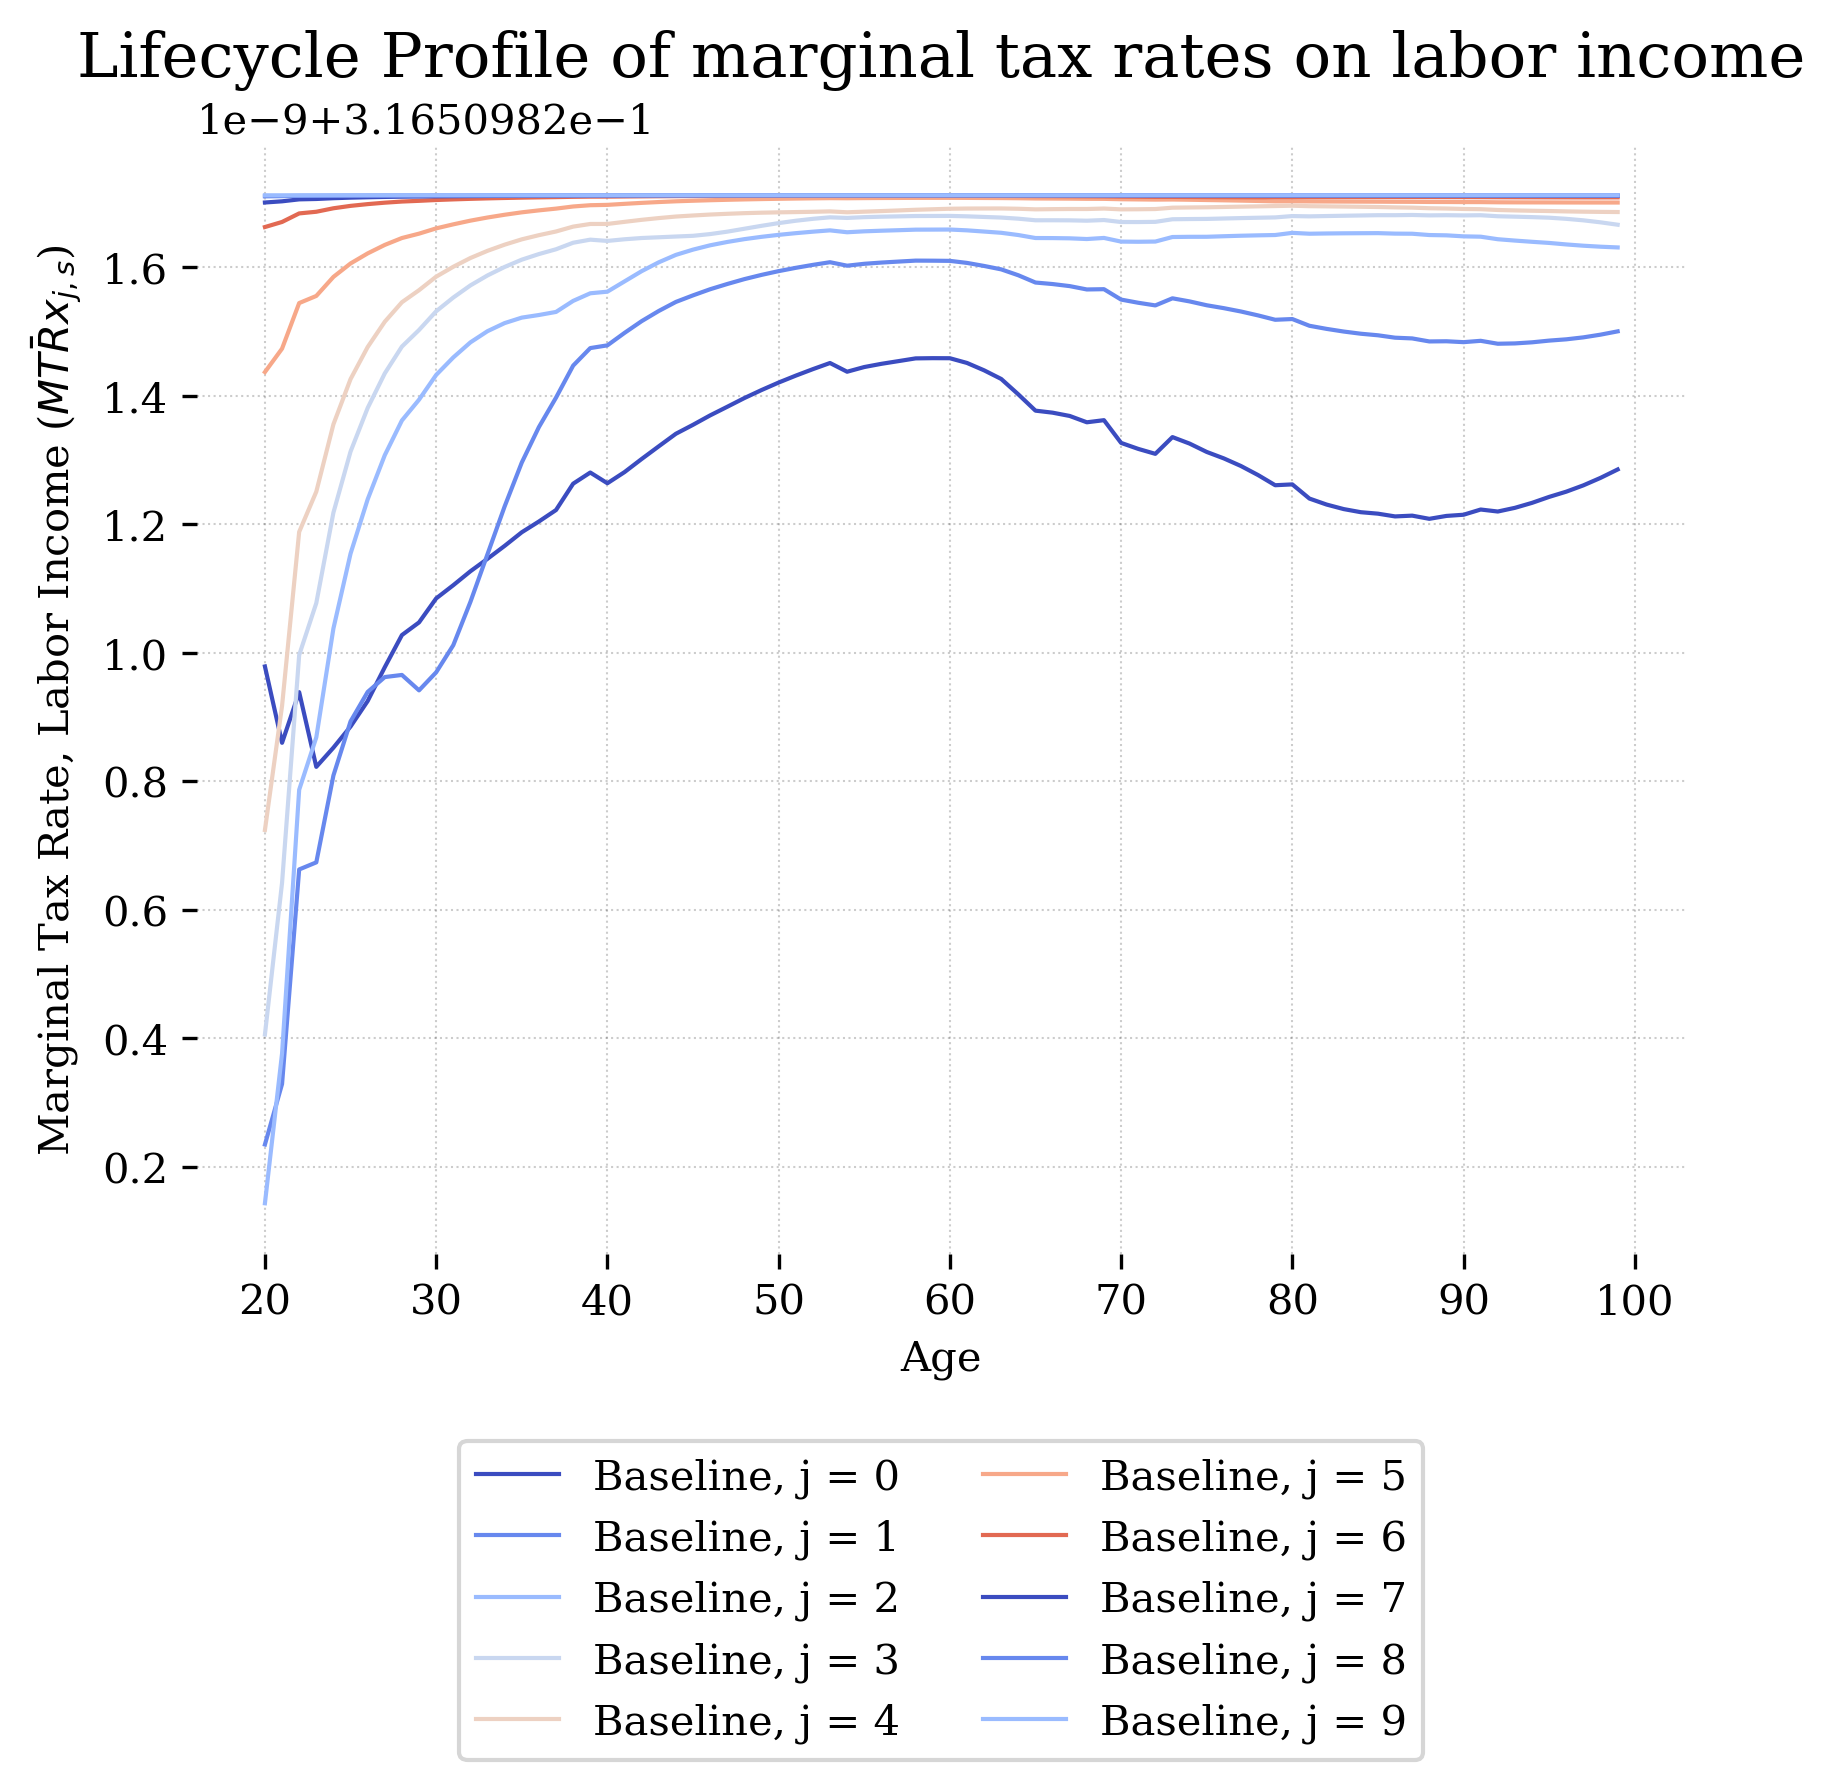 Lifecycle Profile of marginal tax rates on labor income
1e−9+3.1650982e−1
Marginal Tax Rate, Labor Income (MT̄Rx_{j,s})
1.6
1.4
1.2
1.0
0.8
0.6
0.4
0.2
20 30 40 50 60 70 80 90 100
Age
Baseline, j = 0
Baseline, j = 1
Baseline, j = 2
Baseline, j = 3
Baseline, j = 4
Baseline, j = 5
Baseline, j = 6
Baseline, j = 7
Baseline, j = 8
Baseline, j = 9